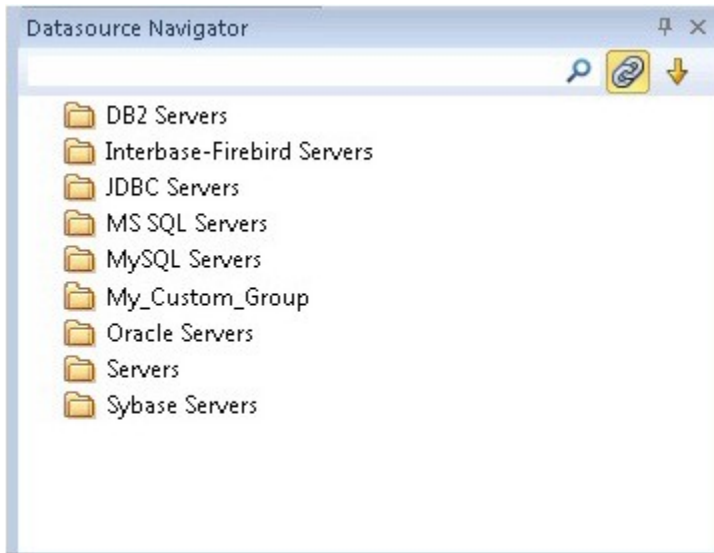 Datasource Navigator
DB2 Servers
Interbase-Firebird Servers
JDBC Servers
MS SQL Servers
MySQL Servers
My_Custom_Group
Oracle Servers
Servers
Sybase Servers